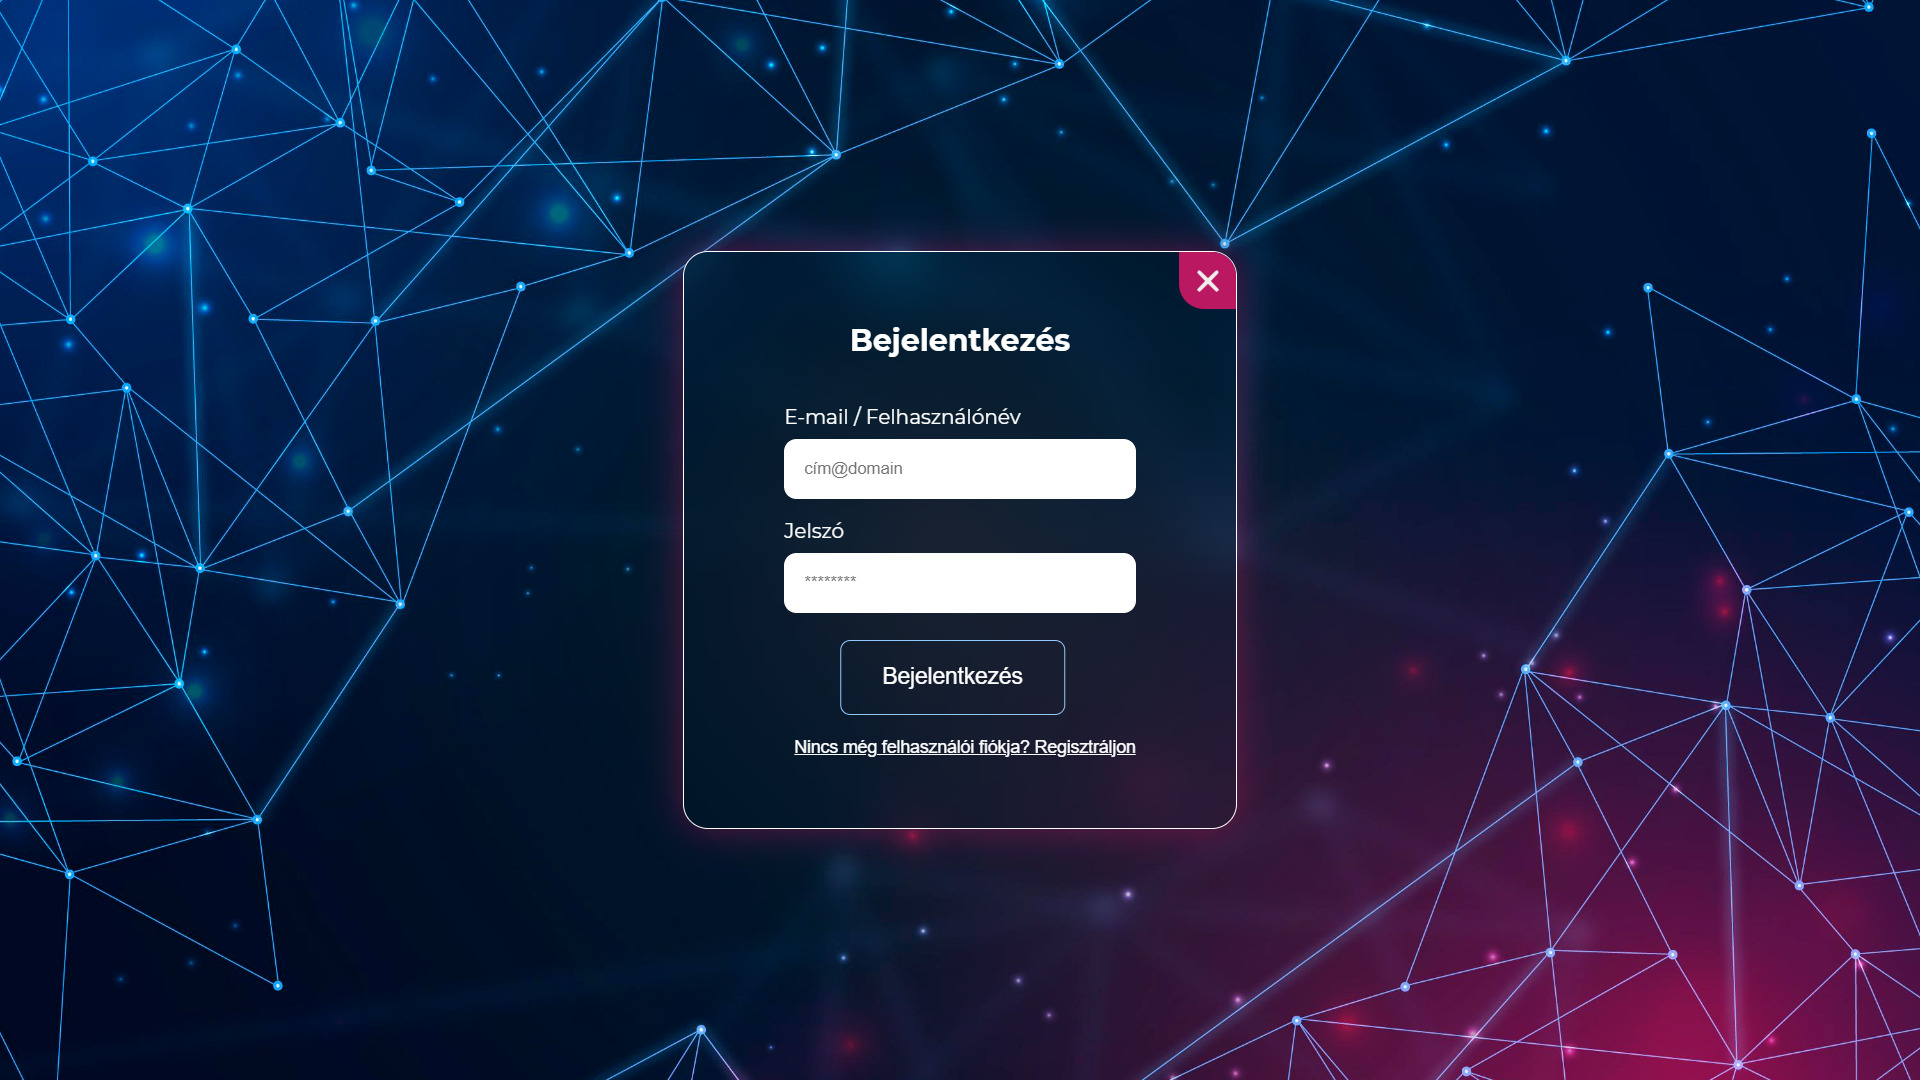 Bejelentkezés
E-mail / Felhasználónév
cím@domain
Jelszó
********
Bejelentkezés
Nincs még felhasználói fiókja? Regisztráljon